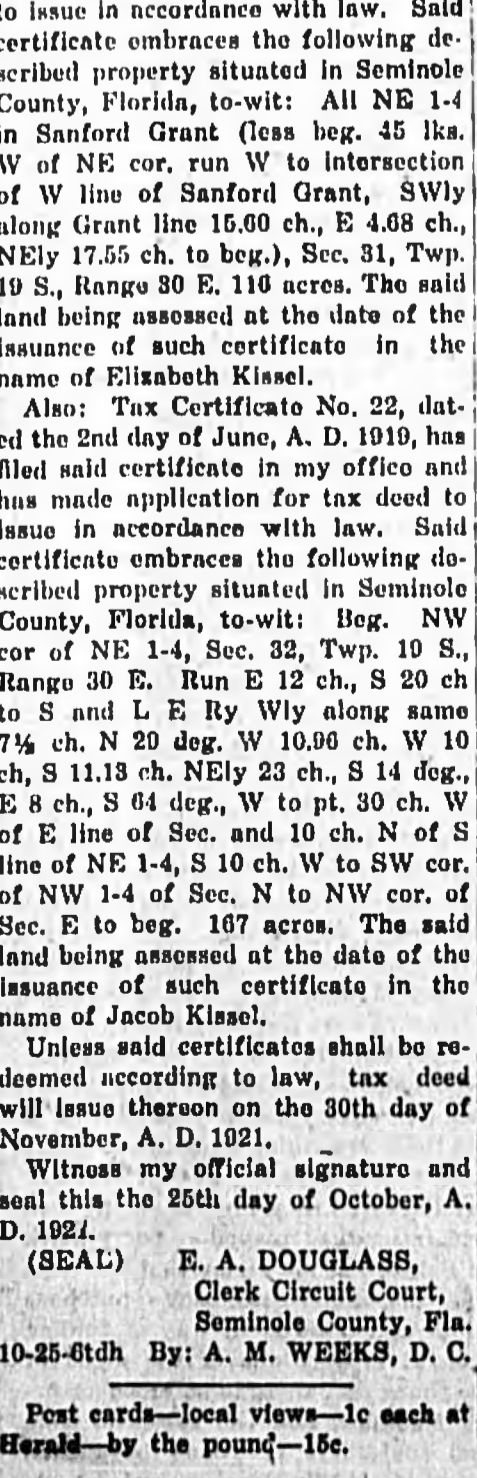 to issue in accordance with law. Said
certificate embraces the following de-
scribed property situated in Seminole
County, Florida, to-wit: All NE 1-4
in Sanford Grant (less beg. 45 lks.
W of NE cor. run W to intersection
of W line of Sanford Grant, SWly
along Grant line 15.60 ch., E 4.68 ch.,
NEly 17.55 ch. to beg.), Sec. 31, Twp.
19 S., Range 30 E. 116 acres. The said
land being assessed at the date of the
issuance of such certificate in the
name of Elizabeth Kissel.
Also: Tax Certificate No. 22, dat-
ed the 2nd day of June, A. D. 1919, has
filed said certificate in my office and
has made application for tax deed to
issue in accordance with law. Said
certificate embraces the following de-
scribed property situated in Seminole
County, Florida, to-wit: Beg. NW
cor of NE 1-4, Sec. 32, Twp. 19 S.,
Range 30 E. Run E 12 ch., S 20 ch
to S and L E Ry Wly along same
7½ ch. N 29 deg. W 10.96 ch. W 10
ch, S 11.13 ch. NEly 23 ch., S 14 deg.,
E 8 ch., S 64 deg., W to pt. 30 ch. W
of E line of Sec. and 10 ch. N of S
line of NE 1-4, S 10 ch. W to SW cor.
of NW 1-4 of Sec. N to NW cor. of
Sec. E to beg. 167 acres. The said
land being assessed at the date of the
issuance of such certificate in the
name of Jacob Kissel.
Unless said certificates shall be re-
deemed according to law, tax deed
will issue thereon on the 30th day of
November, A. D. 1921.
Witness my official signature and
seal this the 25th day of October, A.
D. 1921.
(SEAL) E. A. DOUGLASS,
Clerk Circuit Court,
Seminole County, Fla.
10-25-6tdh By: A. M. WEEKS, D. C.
Post cards—local views—1c each at
Herald—by the pound—15c.